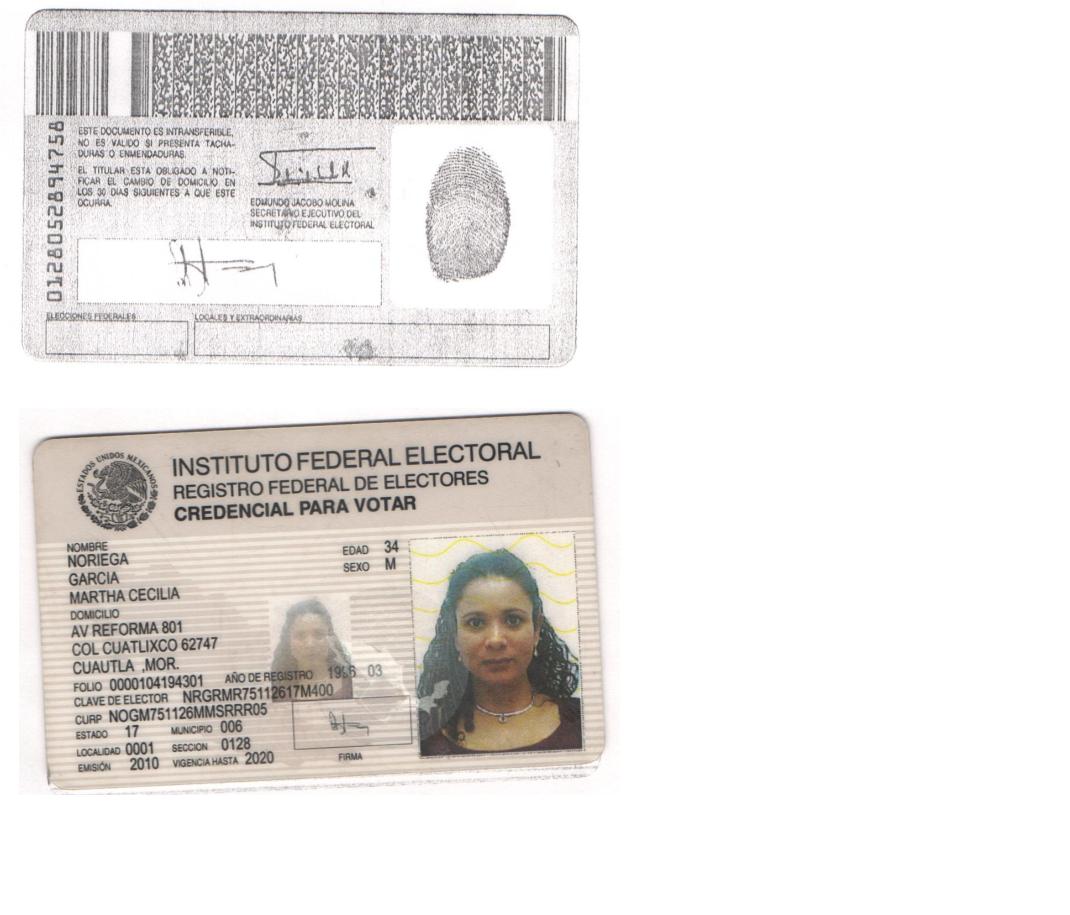 ESTE DOCUMENTO ES INTRANSFERIBLE,
NO ES VALIDO SI PRESENTA TACHA-
DURAS O ENMENDADURAS.
EL TITULAR ESTA OBLIGADO A NOTI-
FICAR EL CAMBIO DE DOMICILIO EN
LOS 30 DIAS SIGUIENTES A QUE ESTE
OCURRA.
0128052894758
EDMUNDO JACOBO MOLINA
SECRETARIO EJECUTIVO DEL
INSTITUTO FEDERAL ELECTORAL
ELECCIONES FEDERALES
LOCALES Y EXTRAORDINARIAS
ESTADOS UNIDOS MEXICANOS
INSTITUTO FEDERAL ELECTORAL
REGISTRO FEDERAL DE ELECTORES
CREDENCIAL PARA VOTAR
NOMBRE
NORIEGA
GARCIA
MARTHA CECILIA
EDAD 34
SEXO M
DOMICILIO
AV REFORMA 801
COL CUATLIXCO 62747
CUAUTLA ,MOR.
FOLIO 0000104194301 AÑO DE REGISTRO 1996 03
CLAVE DE ELECTOR NRGRMR75112617M400
CURP NOGM751126MMSRRR05
ESTADO 17 MUNICIPIO 006
LOCALIDAD 0001 SECCION 0128
EMISIÓN 2010 VIGENCIA HASTA 2020
FIRMA